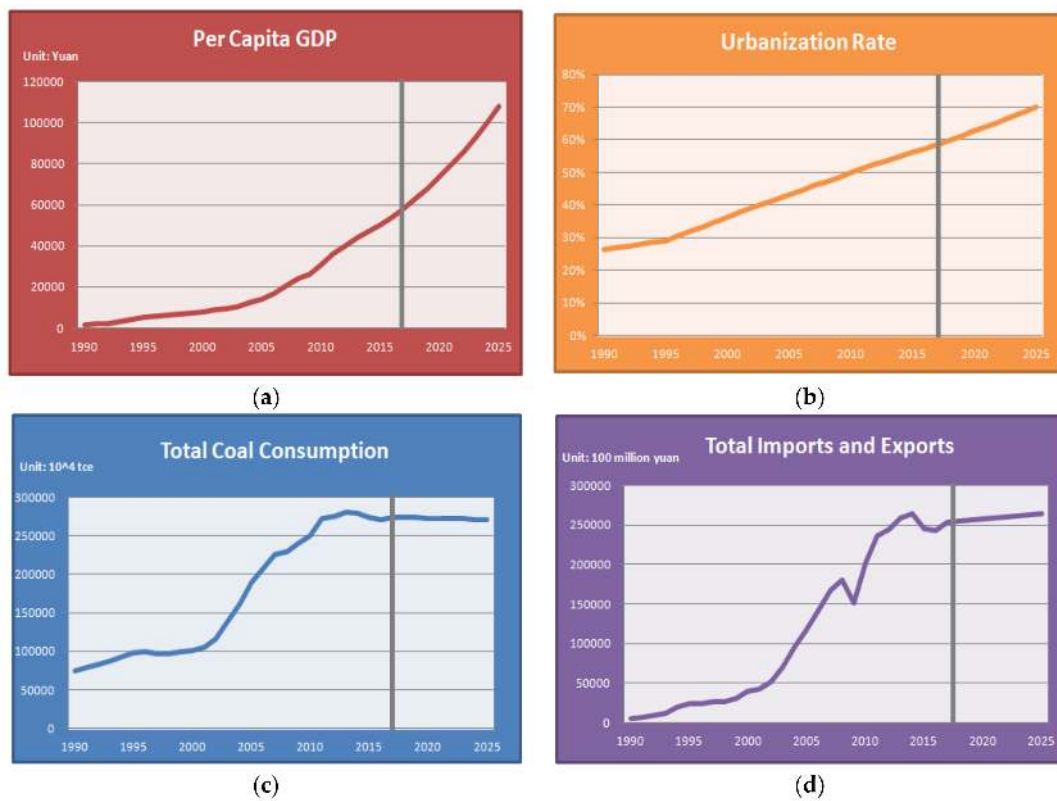 Per Capita GDP
Unit: Yuan
120000
100000
80000
60000
40000
20000
0
1990 1995 2000 2005 2010 2015 2020 2025
(a)
Urbanization Rate
80%
70%
60%
50%
40%
30%
20%
10%
0%
1990 1995 2000 2005 2010 2015 2020 2025
(b)
Total Coal Consumption
Unit: 10^4 tce
300000
250000
200000
150000
100000
50000
0
1990 1995 2000 2005 2010 2015 2020 2025
(c)
Total Imports and Exports
Unit: 100 million yuan
300000
250000
200000
150000
100000
50000
0
1990 1995 2000 2005 2010 2015 2020 2025
(d)